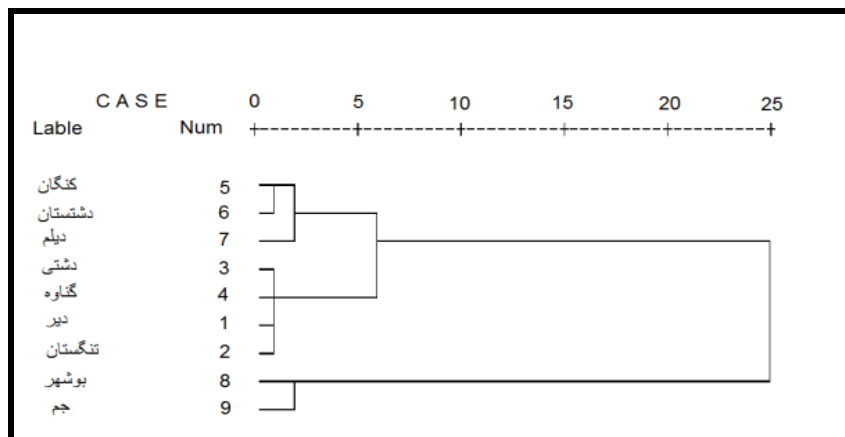 CASE 0 5 10 15 20 25
Lable Num
کنگان 5
دشتستان 6
دیلم 7
دشتی 3
گناوه 4
دیر 1
تنگستان 2
بوشهر 8
جم 9